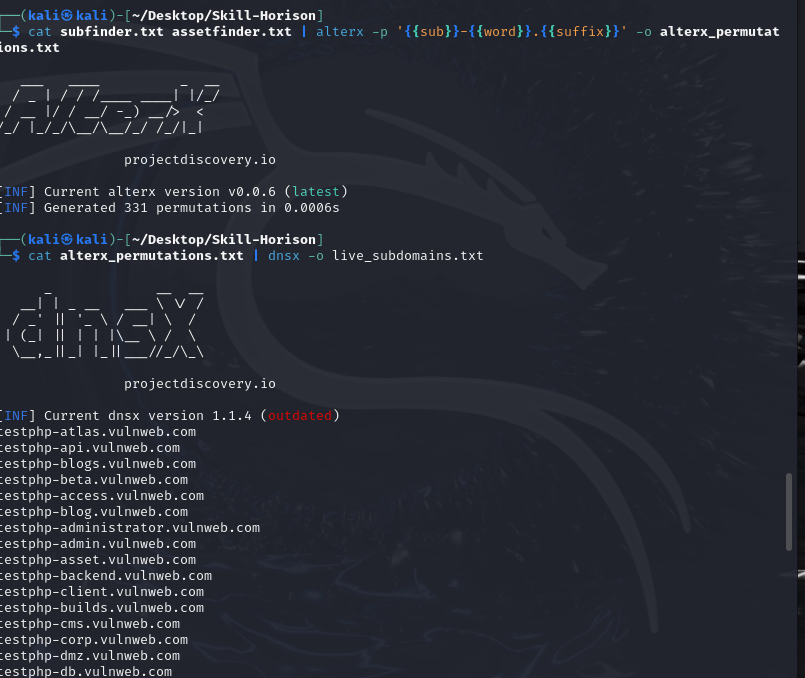 ──(kali㉿kali)-[~/Desktop/Skill-Horison]
└─$ cat subfinder.txt assetfinder.txt | alterx -p '{{sub}}-{{word}}.{{suffix}}' -o alterx_permutat
ions.txt
projectdiscovery.io
[INF] Current alterx version v0.0.6 (latest)
[INF] Generated 331 permutations in 0.0006s
──(kali㉿kali)-[~/Desktop/Skill-Horison]
└─$ cat alterx_permutations.txt | dnsx -o live_subdomains.txt
projectdiscovery.io
[INF] Current dnsx version 1.1.4 (outdated)
testphp-atlas.vulnweb.com
testphp-api.vulnweb.com
testphp-blogs.vulnweb.com
testphp-beta.vulnweb.com
testphp-access.vulnweb.com
testphp-blog.vulnweb.com
testphp-administrator.vulnweb.com
testphp-admin.vulnweb.com
testphp-asset.vulnweb.com
testphp-backend.vulnweb.com
testphp-client.vulnweb.com
testphp-builds.vulnweb.com
testphp-cms.vulnweb.com
testphp-corp.vulnweb.com
testphp-dmz.vulnweb.com
testphp-db.vulnweb.com